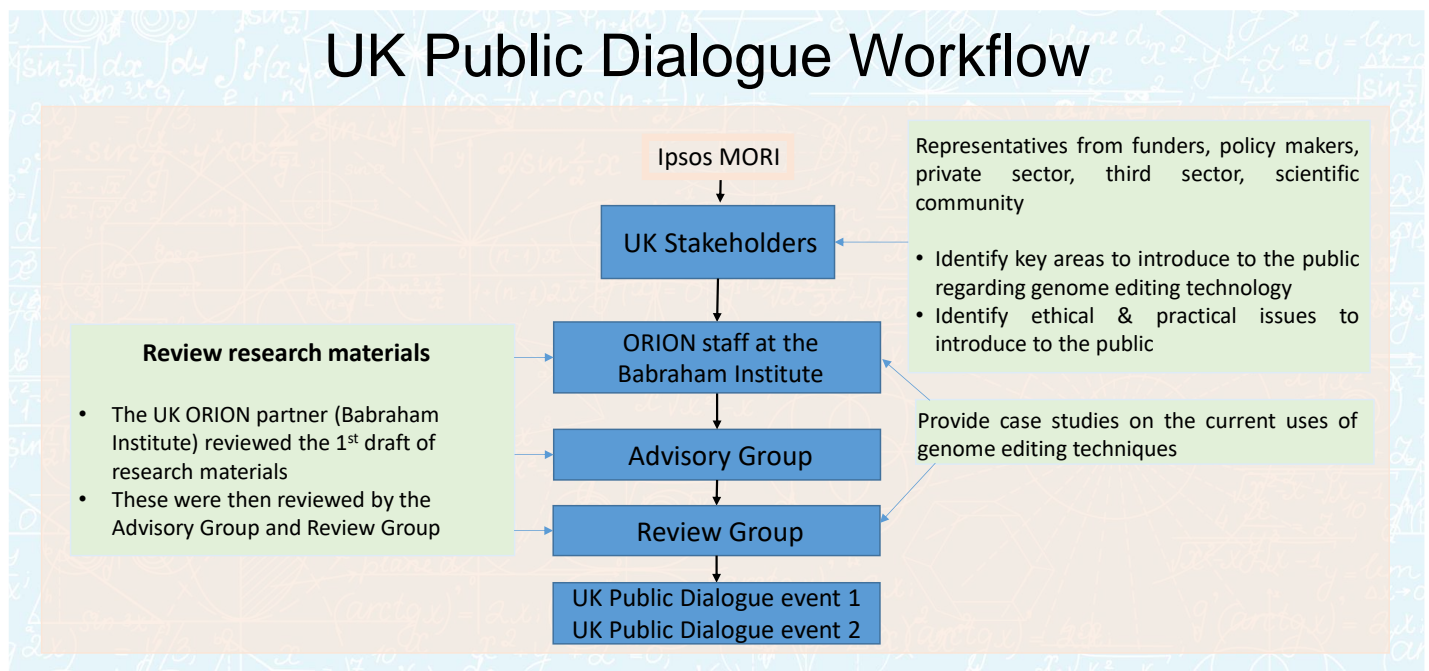 UK Public Dialogue Workflow
Ipsos MORI
UK Stakeholders
Representatives from funders, policy makers,
private sector, third sector, scientific
community
• Identify key areas to introduce to the public
regarding genome editing technology
• Identify ethical & practical issues to
introduce to the public
Review research materials
• The UK ORION partner (Babraham
Institute) reviewed the 1st draft of
research materials
• These were then reviewed by the
Advisory Group and Review Group
ORION staff at the
Babraham Institute
Provide case studies on the current uses of
genome editing techniques
Advisory Group
Review Group
UK Public Dialogue event 1
UK Public Dialogue event 2